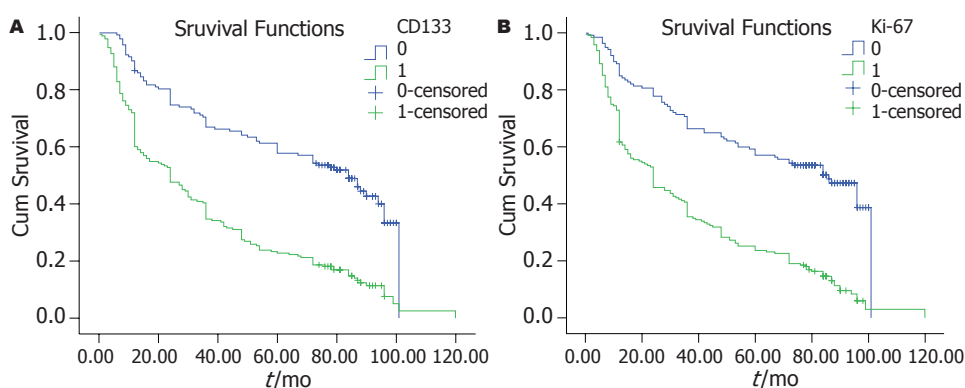 A
Sruvival Functions
CD133
0
1
0-censored
1-censored
Cum Sruvival
1.0
0.8
0.6
0.4
0.2
0.0
0.00 20.00 40.00 60.00 80.00 100.00 120.00
t/mo
B
Sruvival Functions
Ki-67
0
1
0-censored
1-censored
Cum Sruvival
1.0
0.8
0.6
0.4
0.2
0.0
0.00 20.00 40.00 60.00 80.00 100.00 120.00
t/mo